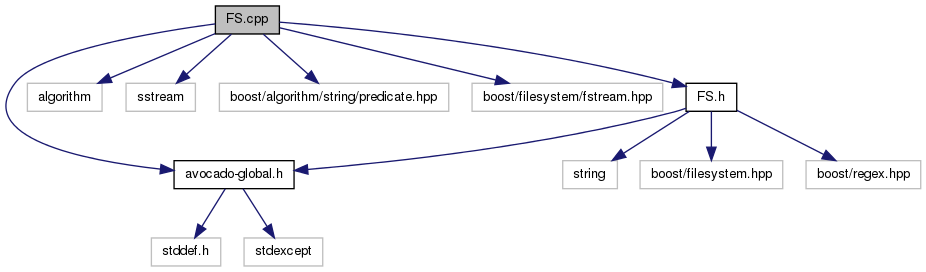 FS.cpp
algorithm
sstream
boost/algorithm/string/predicate.hpp
boost/filesystem/fstream.hpp
FS.h
avocado-global.h
string
boost/filesystem.hpp
boost/regex.hpp
stddef.h
stdexcept